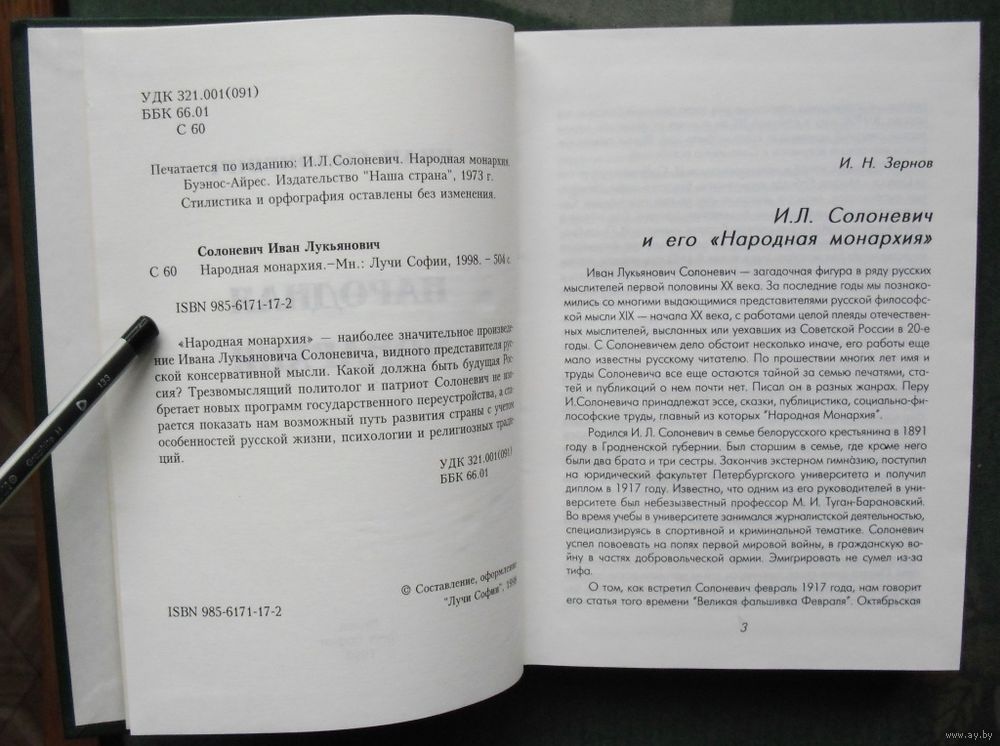 УДК 321.001(091)
ББК 66.01
С 60
Печатается по изданию: И.Л.Солоневич. Народная монархия.
Буэнос-Айрес. Издательство "Наша страна", 1973 г.
Стилистика и орфография оставлены без изменения.
Солоневич Иван Лукьянович
С 60 Народная монархия.–Мн.: Лучи Софии, 1998. – 504 с.
ISBN 985-6171-17-2
«Народная монархия» — наиболее значительное произведе-
ние Ивана Лукьяновича Солоневича, видного представителя рус-
ской консервативной мысли. Какой должна быть будущая Рос-
сия? Трезвомыслящий политолог и патриот Солоневич не изо-
бретает новых программ государственного переустройства, а ста-
рается показать нам возможный путь развития страны с учетом
особенностей русской жизни, психологии и религиозных тради-
ций.
УДК 321.001(091)
ББК 66.01
© Составление, оформление
"Лучи Софии", 1998
ISBN 985-6171-17-2
И. Н. Зернов
И.Л. Солоневич
и его «Народная монархия»
Иван Лукьянович Солоневич — загадочная фигура в ряду русских
мыслителей первой половины XX века. За последние годы мы познако-
мились со многими выдающимися представителями русской философс-
кой мысли XIX — начала XX века, с работами целой плеяды отечествен-
ных мыслителей, высланных или уехавших из Советской России в 20-е
годы. С Солоневичем дело обстоит несколько иначе, его работы еще
мало известны русскому читателю. По прошествии многих лет имя и
труды Солоневича все еще остаются тайной за семью печатями, ста-
тей и публикаций о нем почти нет. Писал он в разных жанрах. Перу
И.Солоневича принадлежат эссе, сказки, публицистика, социально-
философские труды, главный из которых "Народная Монархия".
Родился И. Л. Солоневич в семье белорусского крестьянина в 1891
году в Гродненской губернии. Был старшим в семье, где кроме него
были два брата и три сестры. Закончив экстерном гимназию, поступил
на юридический факультет Петербургского университета и получил
диплом в 1917 году. Известно, что одним из его руководителей в уни-
верситете был небезызвестный профессор М. И. Туган-Барановский.
Во время учебы в университете занимался журналистской деятельностью,
специализируясь в спортивной и криминальной тематике. Солоневич
успел повоевать на полях первой мировой войны, в гражданскую вой-
ну в частях добровольческой армии. Эмигрировать не сумел из-за
тифа.
О том, как встретил Солоневич февраль 1917 года, нам говорит
его статья того времени "Великая фальшивка Февраля". Октябрьская
3
133
www.ay.by